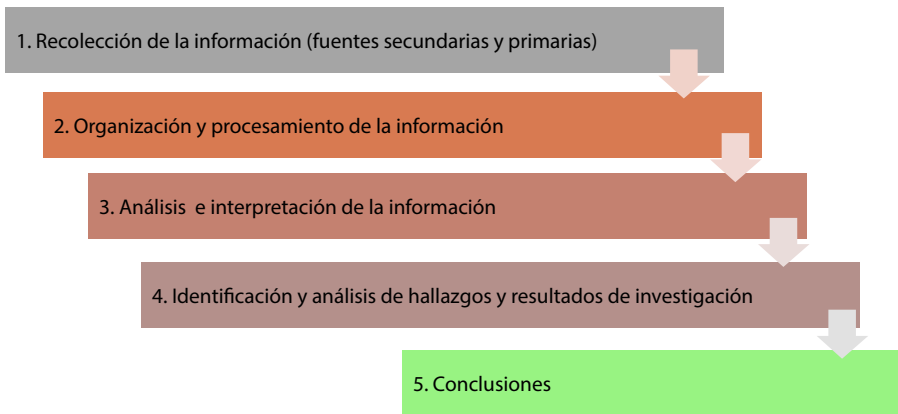 1. Recolección de la información (fuentes secundarias y primarias)
2. Organización y procesamiento de la información
3. Análisis e interpretación de la información
4. Identificación y análisis de hallazgos y resultados de investigación
5. Conclusiones